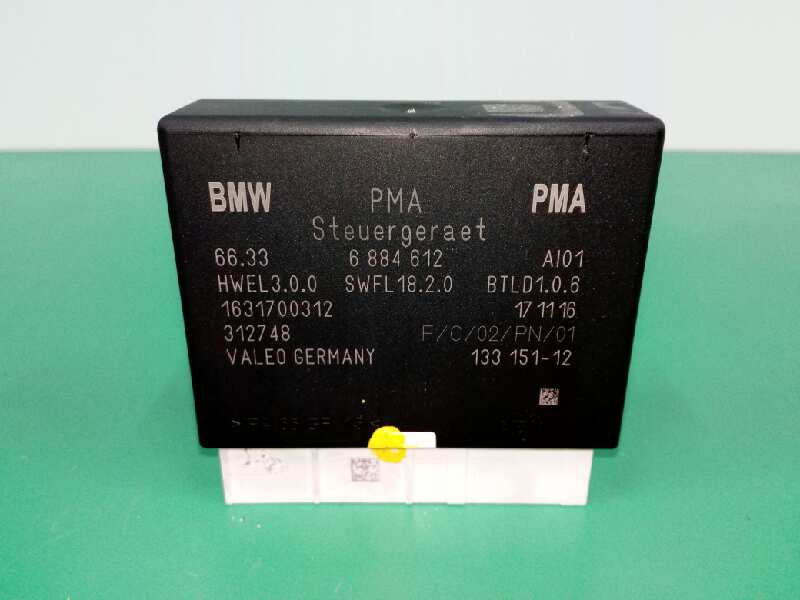 BMW PMA PMA
Steuergeraet
66.33 6 884 612 AI01
HWEL3.0.0 SWFL18.2.0 BTLD1.0.6
1631700312 171116
312748 F/C/02/PN/01
VALEO GERMANY 133 151-12